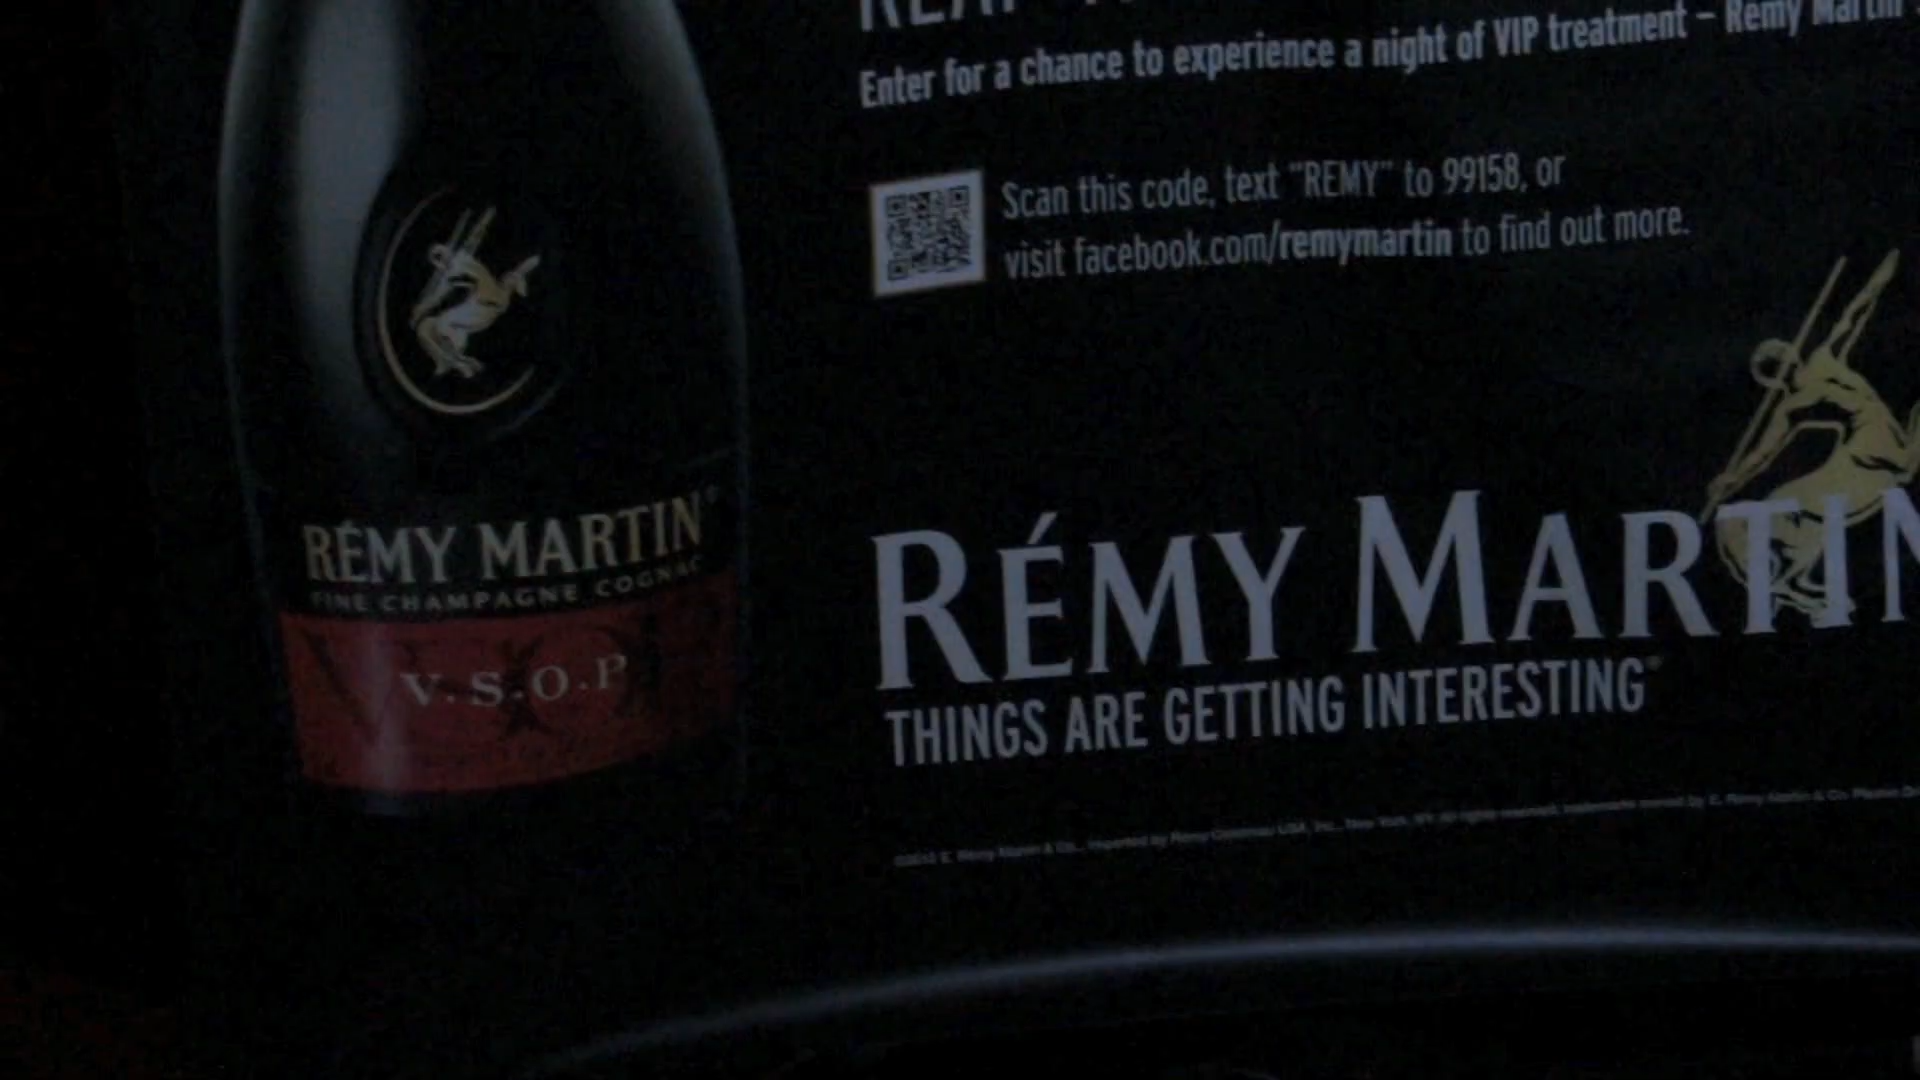 Enter for a chance to experience a night of VIP treatment – Rémy Martin
Scan this code, text "REMY" to 99158, or
visit facebook.com/remymartin to find out more.
RÉMY MARTIN®
FINE CHAMPAGNE COGNAC
V.S.O.P
RÉMY MARTIN
THINGS ARE GETTING INTERESTING®